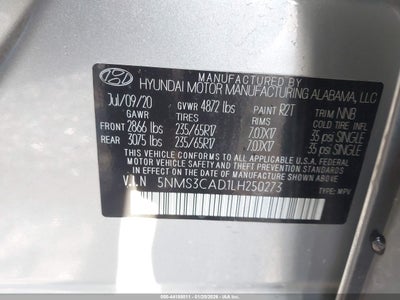 HYUNDAI MOTOR MANUFACTURING ALABAMA, LLC
Jul/09/20 GVWR 4872 lbs PAINT R2T TRIM NNB
GAWR TIRES RIMS COLD INF. PRES.
FRONT 2866 lbs 235/65R17 7.0JX17 35 psi SINGLE
REAR 3075 lbs 235/65R17 7.0JX17 35 psi SINGLE
THIS VEHICLE CONFORMS TO ALL APPLICABLE U.S.A. FEDERAL
MOTOR VEHICLE SAFETY, BUMPER, AND THEFT PREVENTION
STANDARDS IN EFFECT ON THE DATE OF MANUFACTURE SHOWN ABOVE.
V.I.N 5NMS3CAD1LH250273 TYPE: MPV